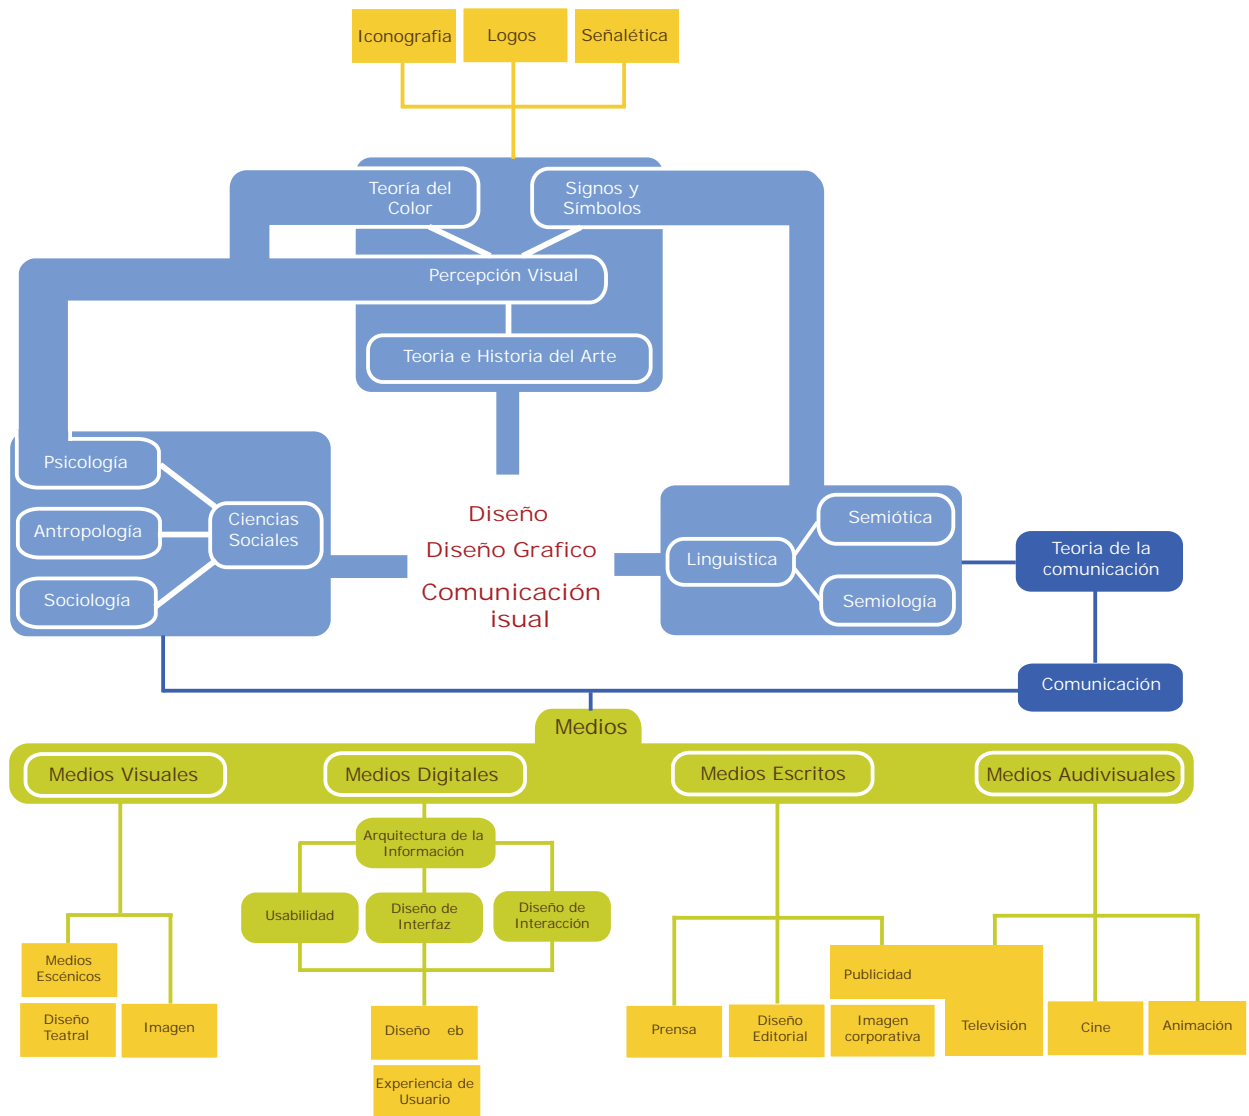 Iconografia
Logos
Señalética
Teoría del
Color
Signos y
Símbolos
Percepción Visual
Teoria e Historia del Arte
Psicología
Antropología
Sociología
Ciencias
Sociales
Diseño
Diseño Grafico
Comunicación
isual
Linguistica
Semiótica
Semiología
Teoria de la
comunicación
Comunicación
Medios
Medios Visuales
Medios Digitales
Medios Escritos
Medios Audivisuales
Arquitectura de la
Información
Usabilidad
Diseño de
Interfaz
Diseño de
Interacción
Medios
Escénicos
Diseño
Teatral
Imagen
Diseño eb
Experiencia de
Usuario
Prensa
Diseño
Editorial
Publicidad
Imagen
corporativa
Televisión
Cine
Animación